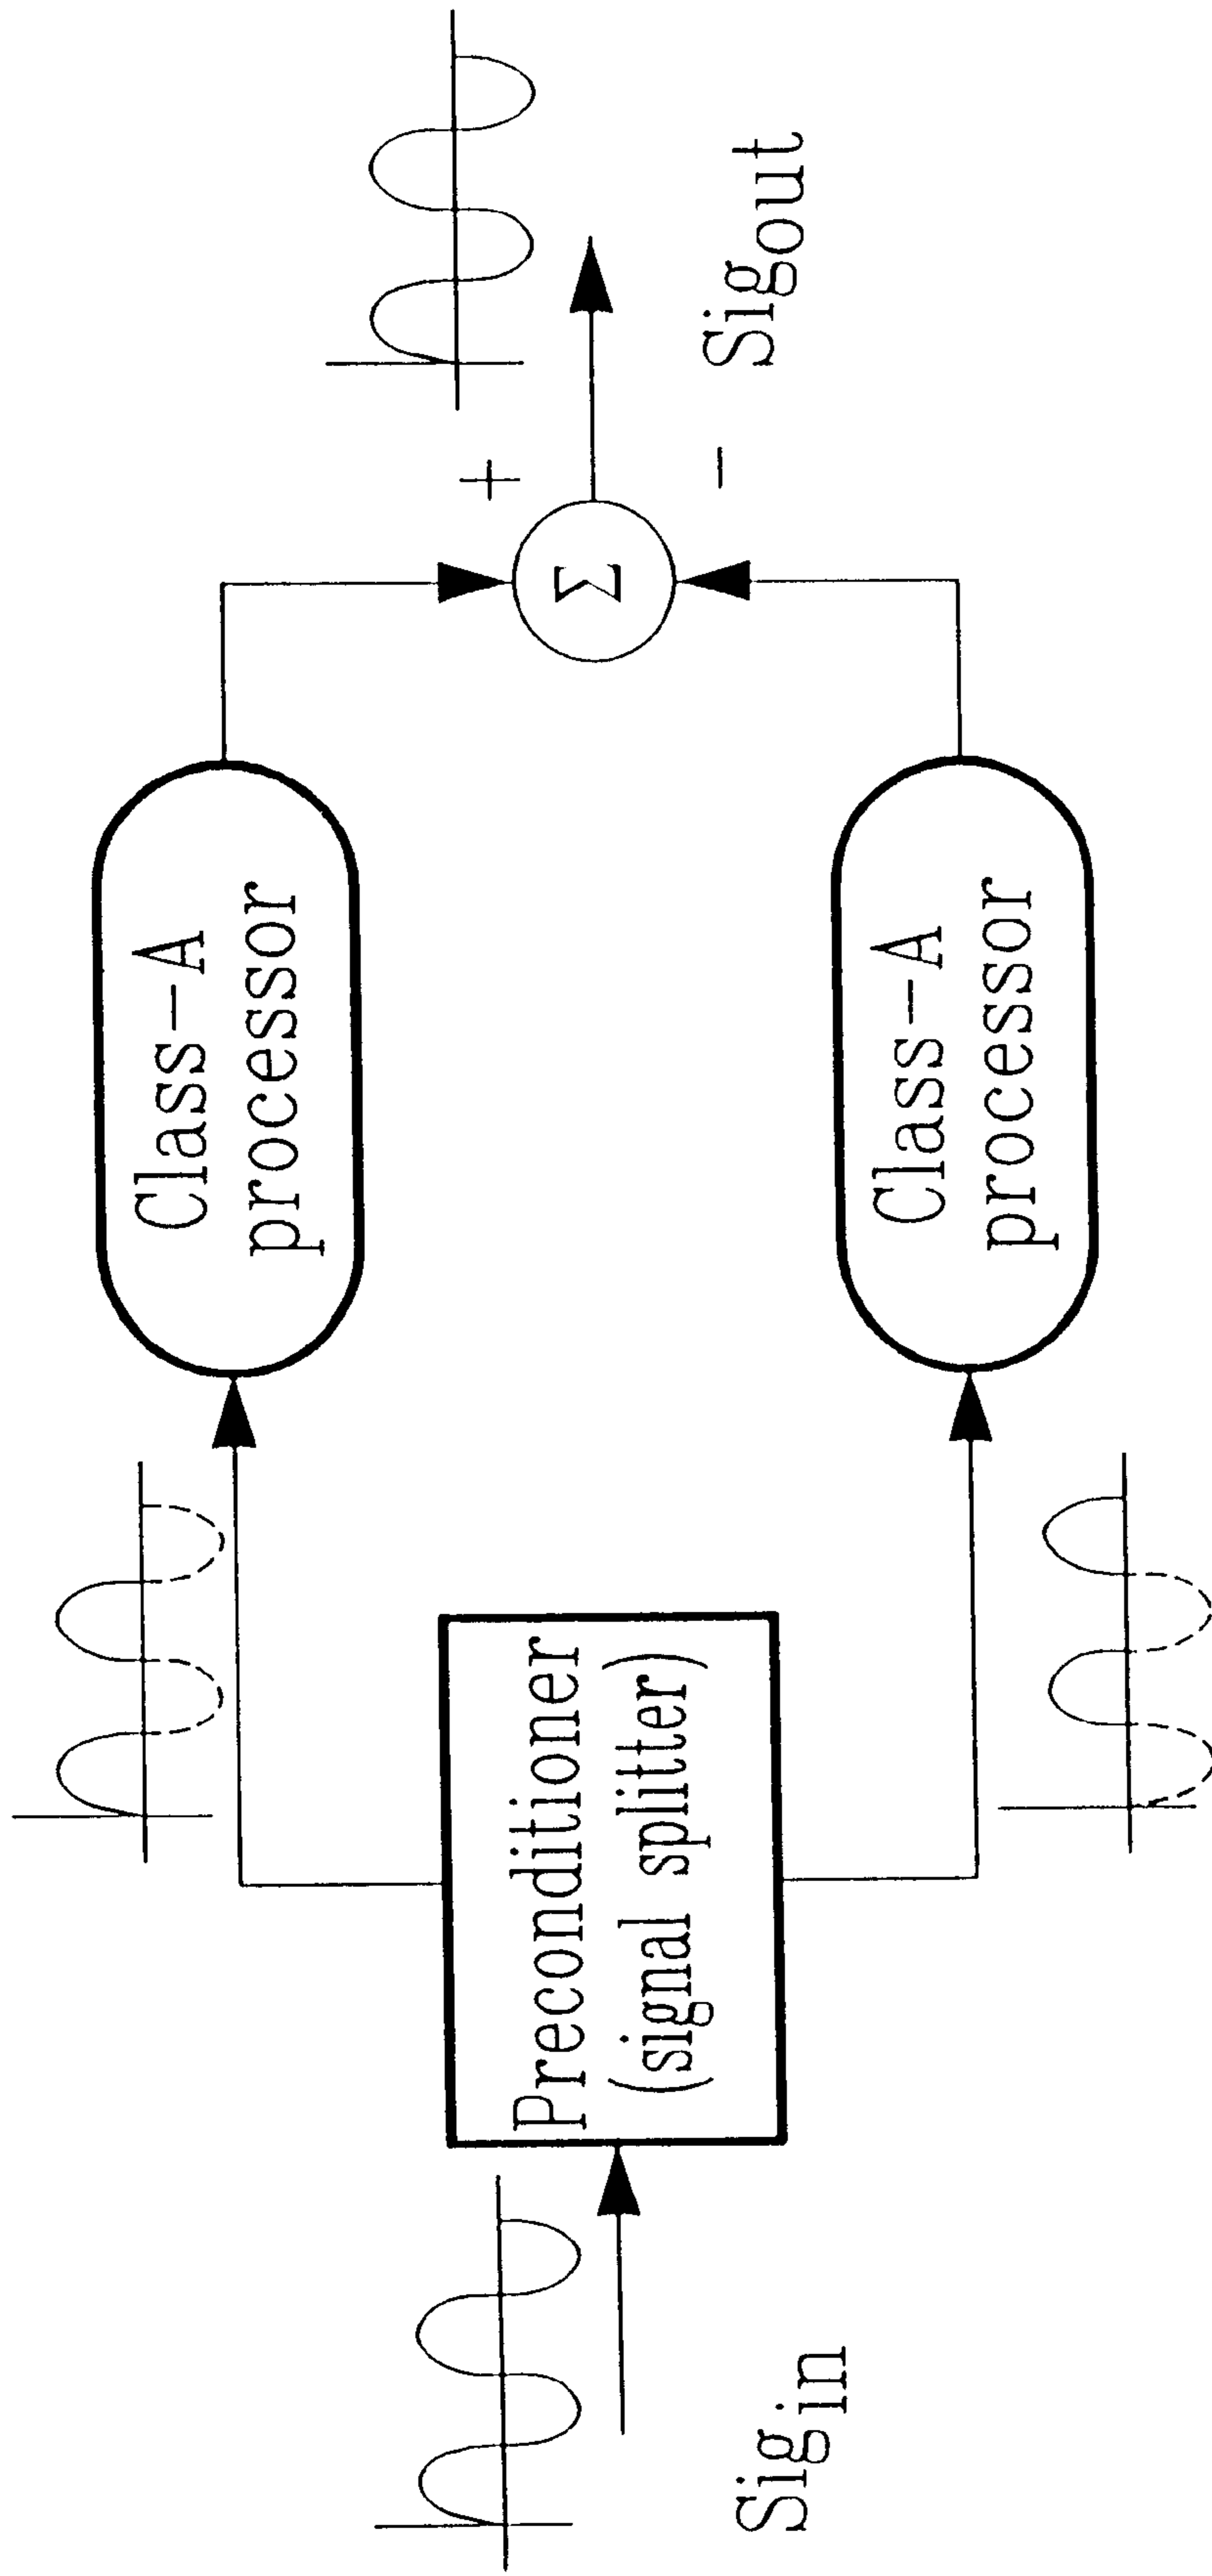 Sig_in
Preconditioner
(signal splitter)
Class-A
processor
Class-A
processor
+
Σ
-
Sig_out